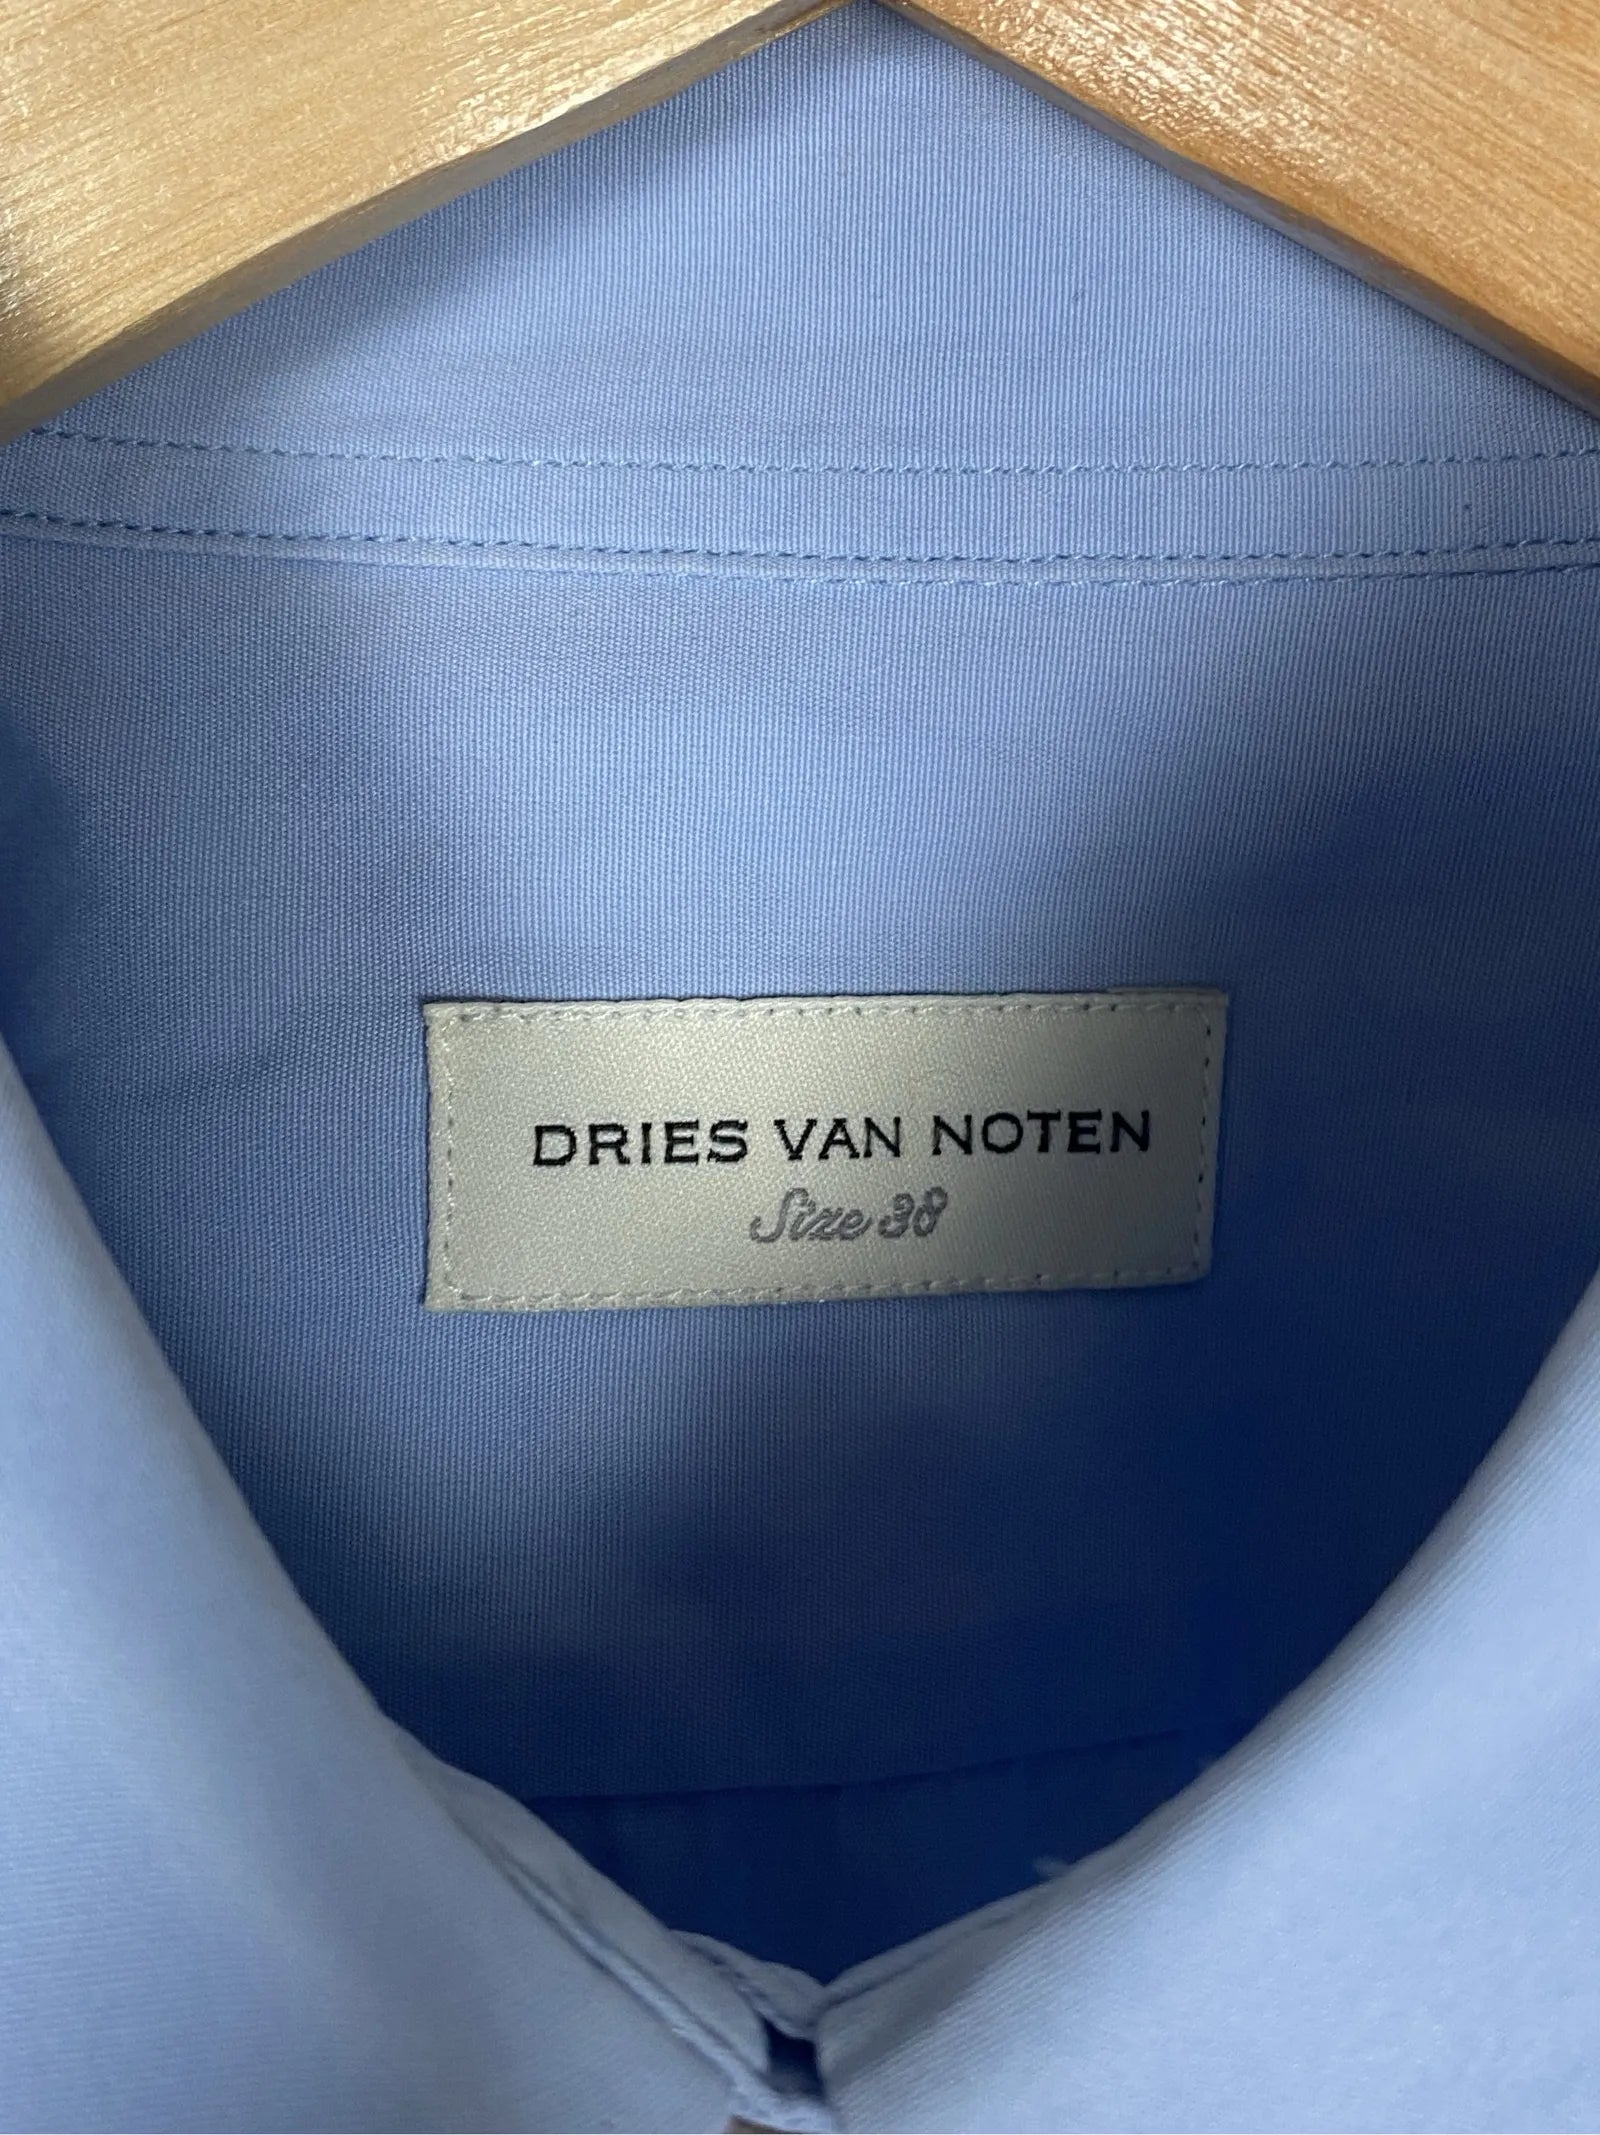 DRIES VAN NOTEN
Size 38